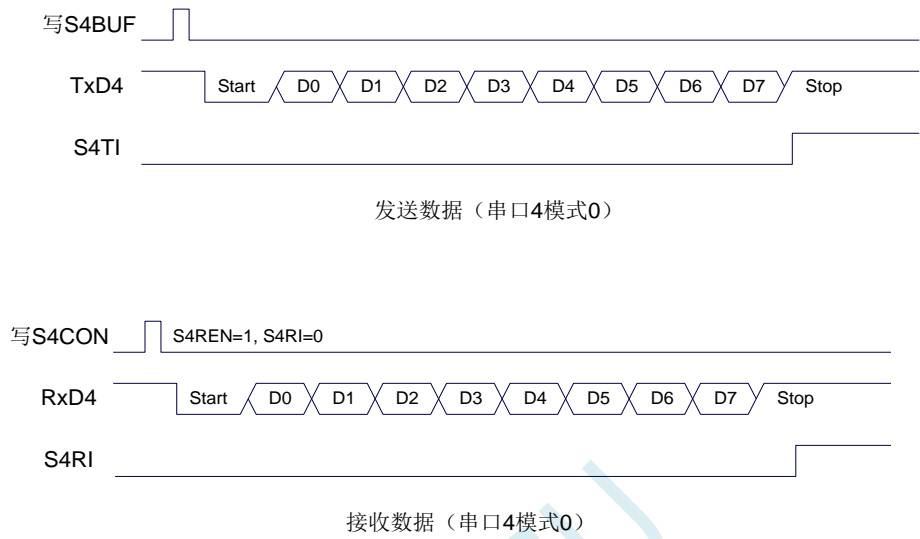 写S4BUF
TxD4 Start D0 D1 D2 D3 D4 D5 D6 D7 Stop
S4TI
发送数据（串口4模式0）
写S4CON S4REN=1, S4RI=0
RxD4 Start D0 D1 D2 D3 D4 D5 D6 D7 Stop
S4RI
接收数据（串口4模式0）